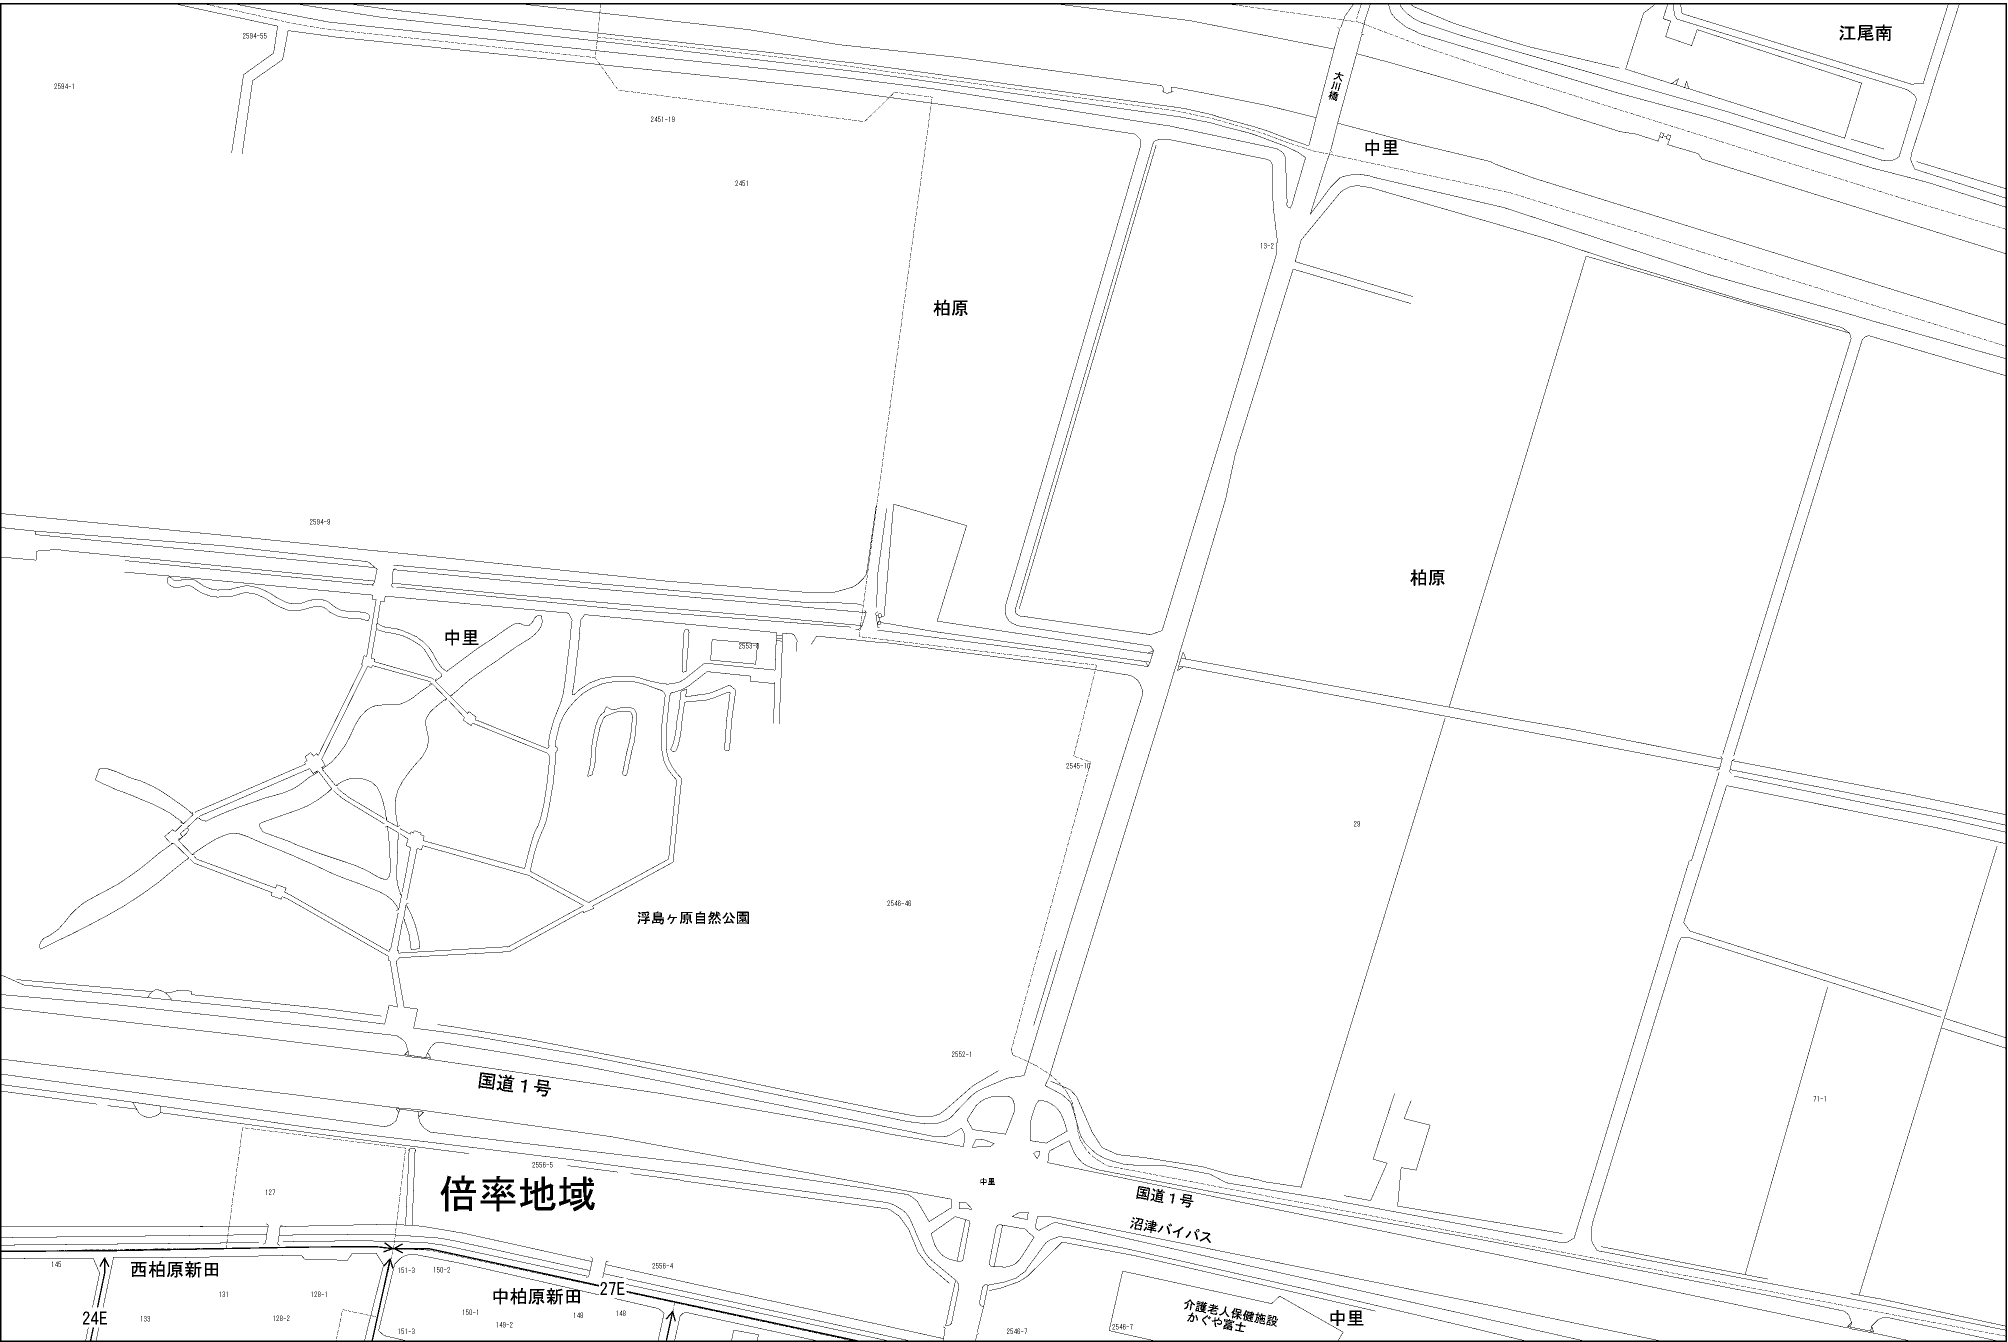 2594-55
江尾南
2594-1
大川橋
2451-19
中里
2451
13-2
柏原
2594-9
柏原
中里
2553-8
2545-10
29
2546-46
浮島ヶ原自然公園
2552-1
国道1号
71-1
2556-5
中里
127
倍率地域
国道1号
沼津バイパス
145
西柏原新田
151-3
150-2
2556-4
27E
131
128-1
中柏原新田
24E
133
128-2
150-1
148
148
149-2
151-3
介護老人保健施設
かぐや富士
中里
2546-7
2546-7